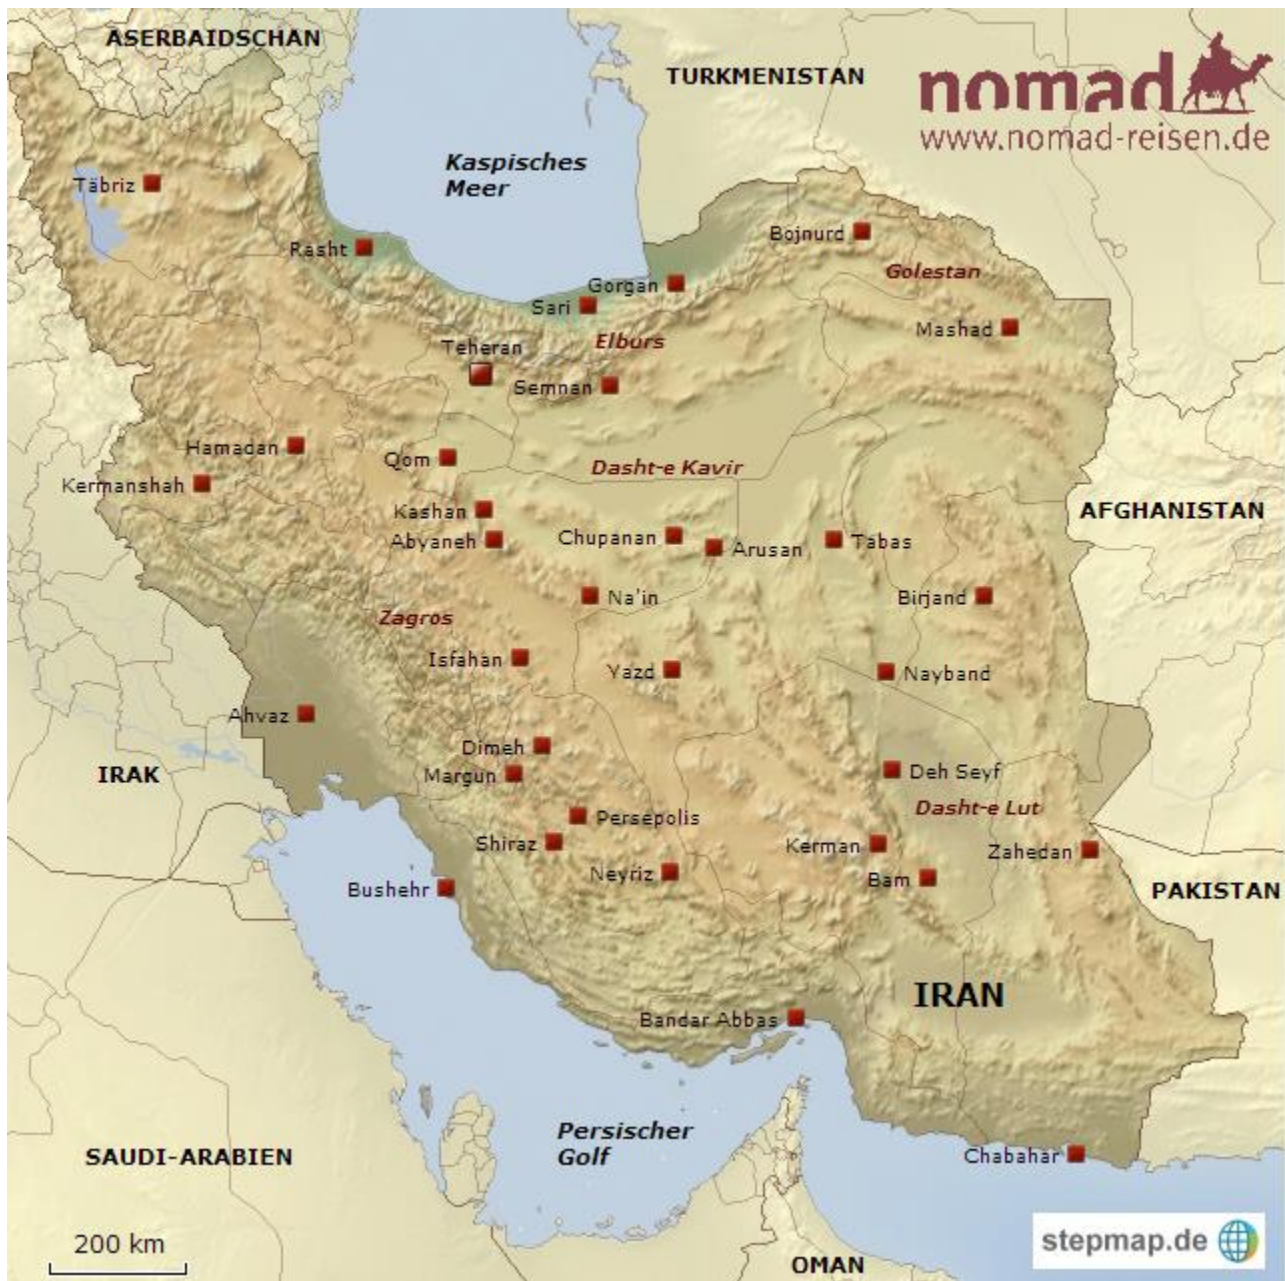 ASERBAIDSCHAN
TURKMENISTAN
nomad
www.nomad-reisen.de
Kaspisches
Meer
Täbriz
Rasht
Bojnurd
Golestan
Gorgan
Sari
Mashad
Elburs
Teheran
Semnan
Hamadan
Qom
Dasht-e Kavir
Kermanshah
Kashan
AFGHANISTAN
Abyaneh
Chupanan
Arusan
Tabas
Na'in
Birjand
Zagros
Isfahan
Yazd
Nayband
Ahvaz
Dimeh
IRAK
Margun
Deh Seyf
Dasht-e Lut
Persepolis
Shiraz
Kerman
Zahedan
Neyriz
Bam
Bushehr
PAKISTAN
IRAN
Bandar Abbas
Persischer
Golf
SAUDI-ARABIEN
Chabahar
200 km
stepmap.de
OMAN